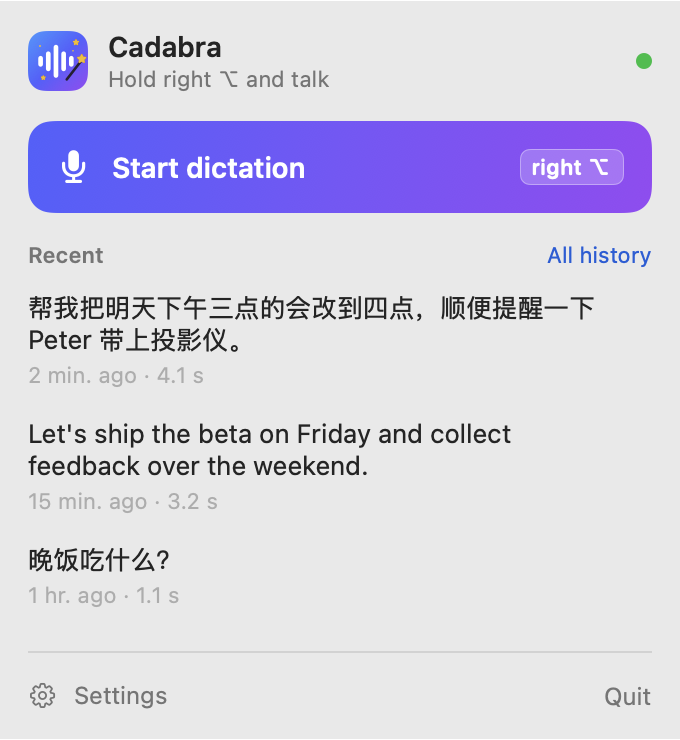 Cadabra
Hold right ⌥ and talk
Start dictation
right ⌥
Recent
All history
帮我把明天下午三点的会改到四点，顺便提醒一下
Peter 带上投影仪。
2 min. ago · 4.1 s
Let's ship the beta on Friday and collect
feedback over the weekend.
15 min. ago · 3.2 s
晚饭吃什么？
1 hr. ago · 1.1 s
Settings
Quit